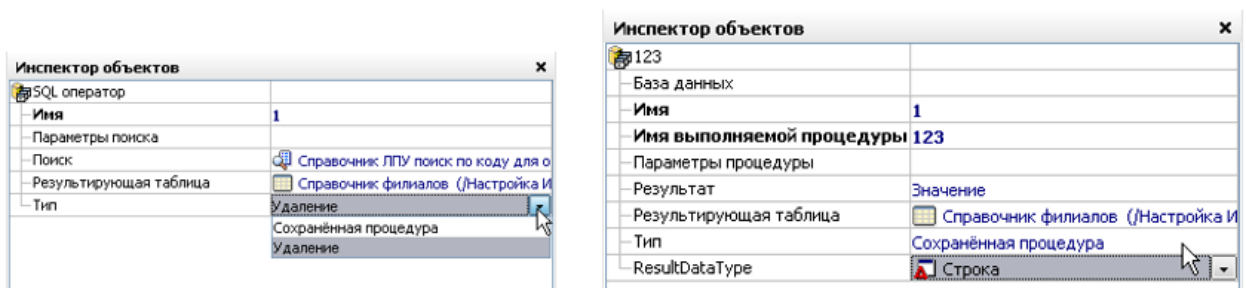 Инспектор объектов
SQL оператор
Имя 1
Параметры поиска
Поиск Справочник ЛПУ поиск по коду для о
Результирующая таблица Справочник филиалов (/Настройка И
Тип Удаление
Сохранённая процедура
Удаление
Инспектор объектов
123
База данных
Имя 1
Имя выполняемой процедуры 123
Параметры процедуры
Результат Значение
Результирующая таблица Справочник филиалов (/Настройка И
Тип Сохранённая процедура
ResultDataType Строка